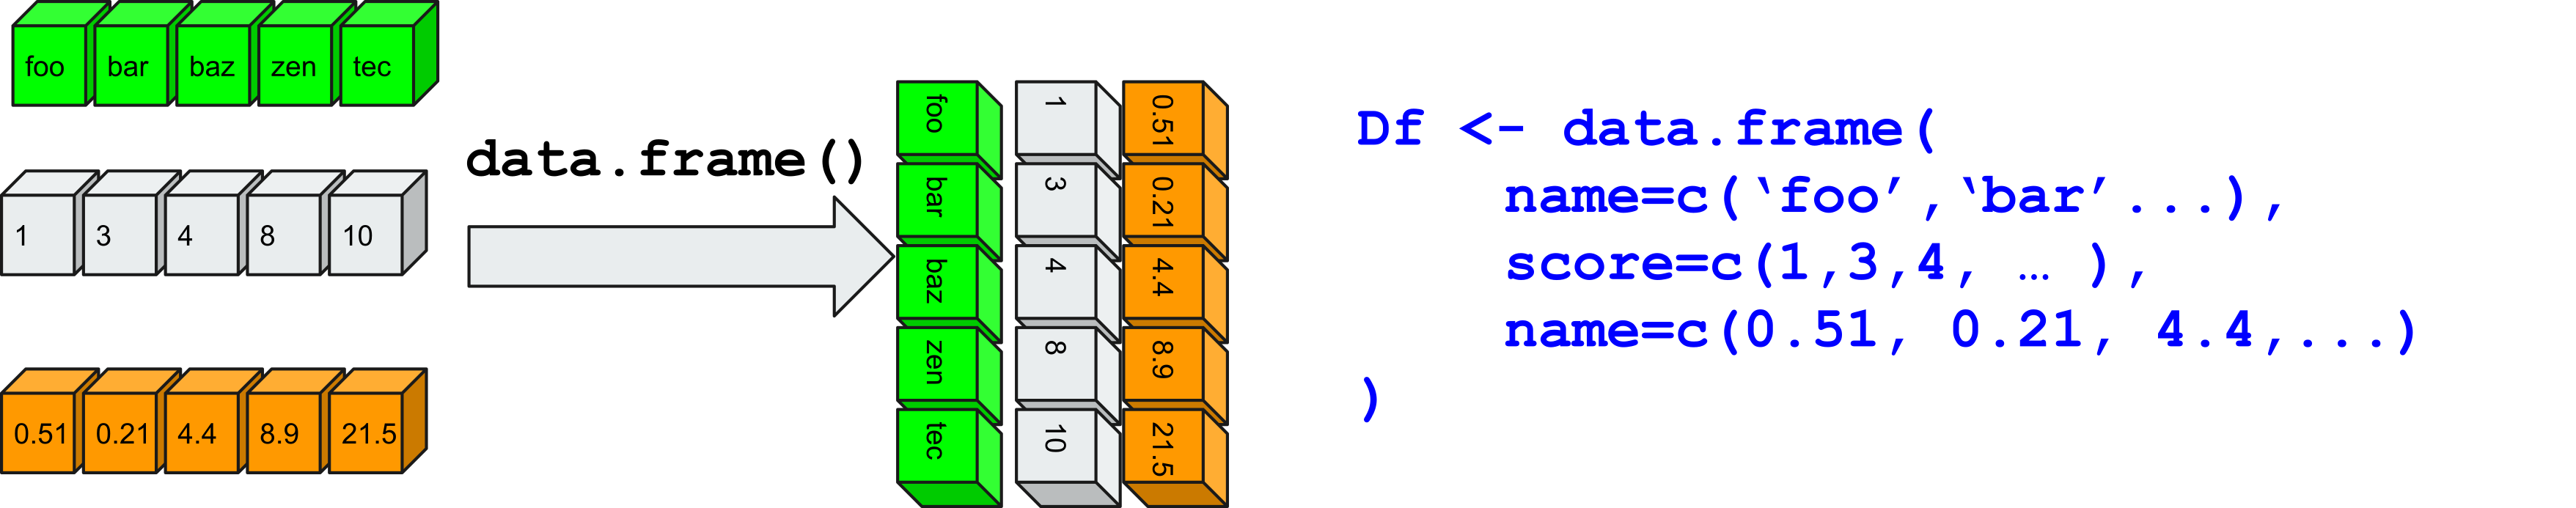 foo bar baz zen tec
1 3 4 8 10
0.51 0.21 4.4 8.9 21.5
data.frame()
foo 1 0.51
bar 3 0.21
baz 4 4.4
zen 8 8.9
tec 10 21.5
Df <- data.frame(
name=c(‘foo’,‘bar’...),
score=c(1,3,4, … ),
name=c(0.51, 0.21, 4.4,...)
)